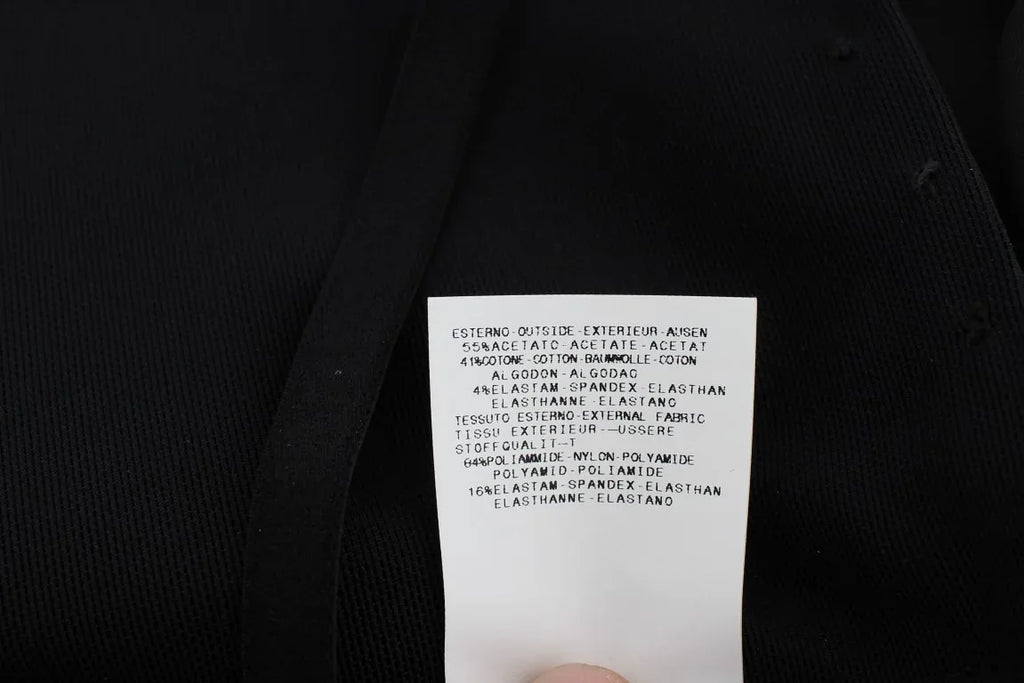 ESTERNO-OUTSIDE-EXTERIEUR-AUSEN
55%ACETATO-ACETATE-ACETAT
41%COTONE-COTTON-BAUMWOLLE-COTON
ALGODON-ALGODAO
4%ELASTAM-SPANDEX-ELASTHAN
ELASTHANNE-ELASTANO
TESSUTO ESTERNO-EXTERNAL FABRIC
TISSU EXTERIEUR--USSERE
STOFFQUALIT-T
84%POLIAMMIDE-NYLON-POLYAMIDE
POLYAMID-POLIAMIDE
16%ELASTAM-SPANDEX-ELASTHAN
ELASTHANNE-ELASTANO